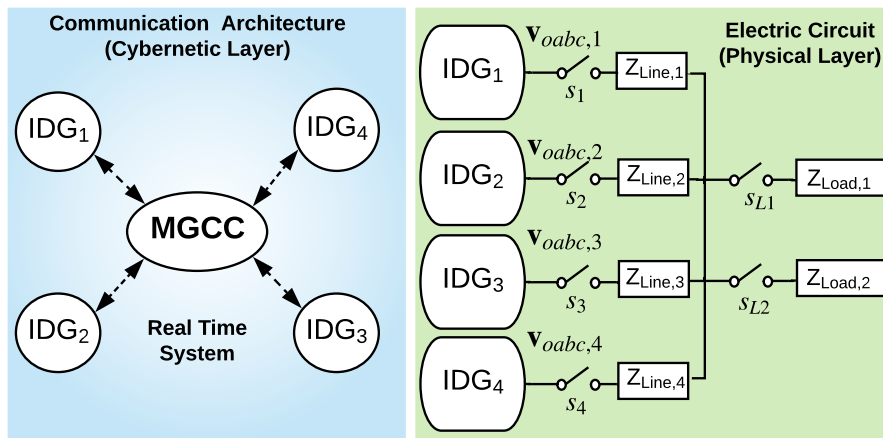 Communication Architecture
(Cybernetic Layer)
IDG1
IDG4
MGCC
IDG2
Real Time
System
IDG3
Electric Circuit
(Physical Layer)
IDG1
voabc,1
s1
ZLine,1
IDG2
voabc,2
s2
ZLine,2
sL1
ZLoad,1
IDG3
voabc,3
s3
ZLine,3
sL2
ZLoad,2
IDG4
voabc,4
s4
ZLine,4